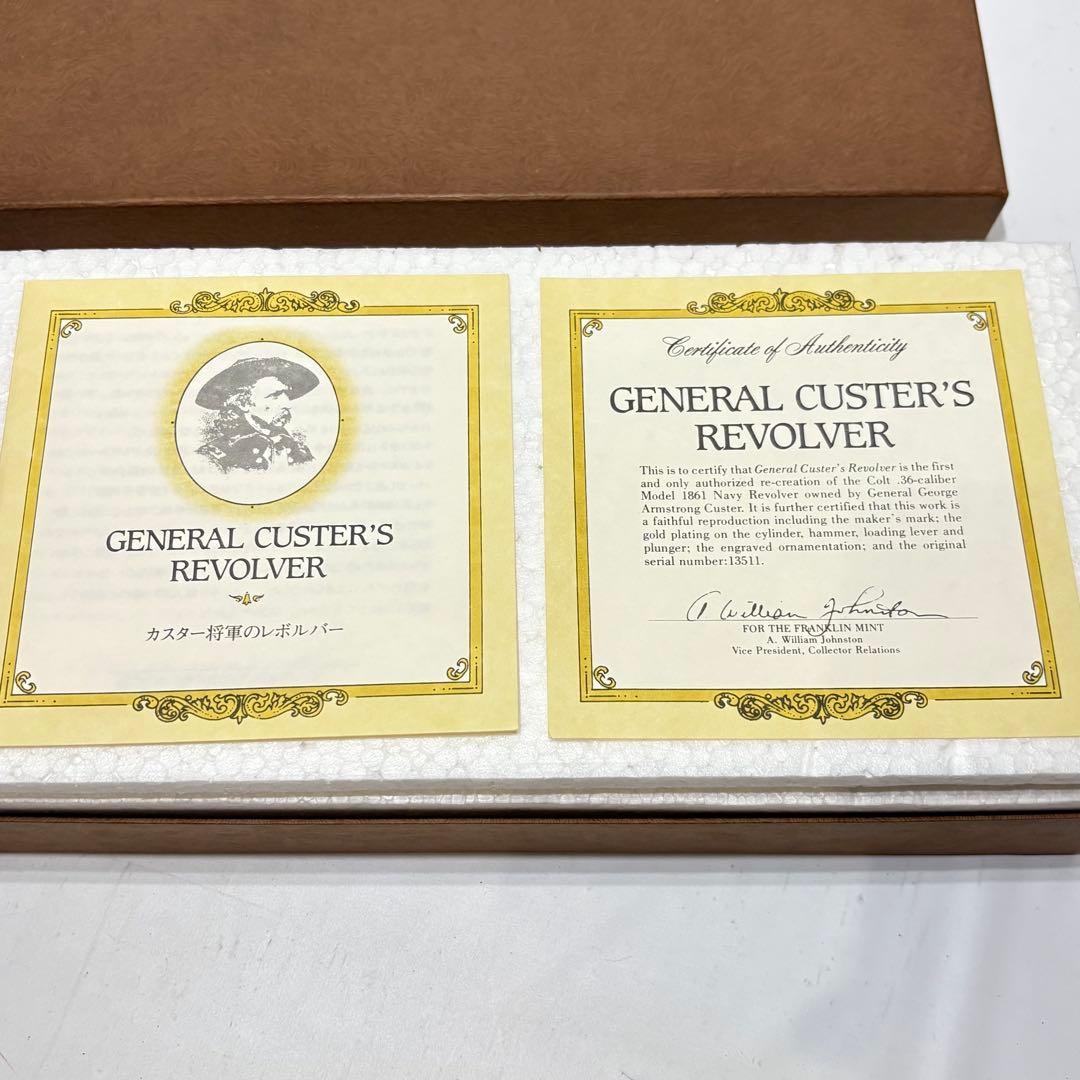 GENERAL CUSTER'S
REVOLVER
カスター将軍のレボルバー
Certificate of Authenticity
GENERAL CUSTER'S
REVOLVER
This is to certify that General Custer's Revolver is the first
and only authorized re-creation of the Colt .36-caliber
Model 1861 Navy Revolver owned by General George
Armstrong Custer. It is further certified that this work is
a faithful reproduction including the maker's mark; the
gold plating on the cylinder, hammer, loading lever and
plunger; the engraved ornamentation; and the original
serial number:13511.
A William Johnston
FOR THE FRANKLIN MINT
A. William Johnston
Vice President, Collector Relations